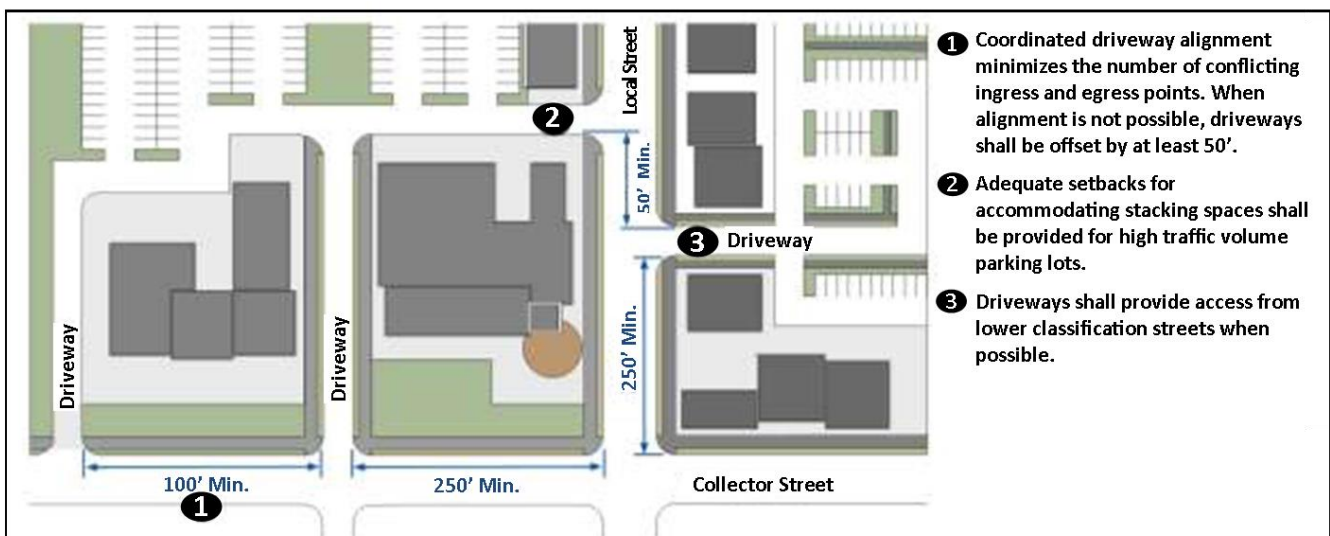 Local Street
2
50' Min.
3 Driveway
250' Min.
Driveway
Driveway
100' Min.
250' Min.
Collector Street
1
1 Coordinated driveway alignment
minimizes the number of conflicting
ingress and egress points. When
alignment is not possible, driveways
shall be offset by at least 50'.
2 Adequate setbacks for
accommodating stacking spaces shall
be provided for high traffic volume
parking lots.
3 Driveways shall provide access from
lower classification streets when
possible.